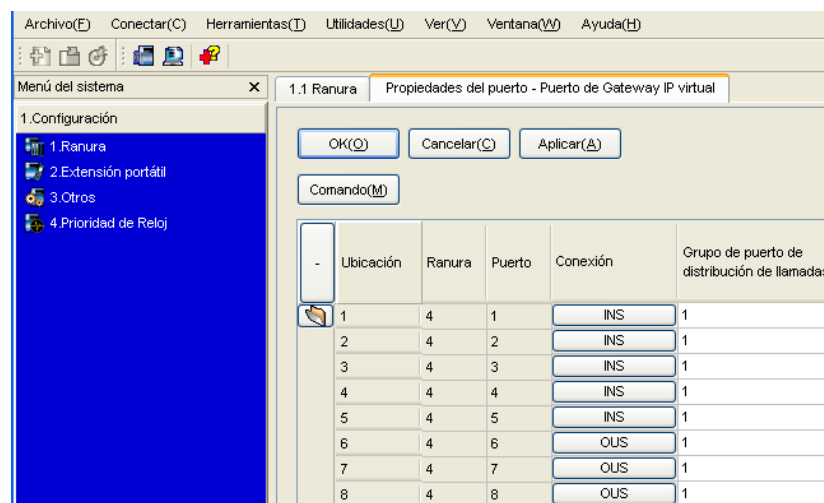 Archivo(F) Conectar(C) Herramientas(T) Utilidades(U) Ver(V) Ventana(W) Ayuda(H)
Menú del sistema X
1.1 Ranura Propiedades del puerto - Puerto de Gateway IP virtual
1.Configuración
1.Ranura
2.Extensión portátil
3.Otros
4.Prioridad de Reloj
OK(O) Cancelar(C) Aplicar(A)
Comando(M)
- Ubicación Ranura Puerto Conexión Grupo de puerto de
distribución de llamadas
1 4 1 INS 1
2 4 2 INS 1
3 4 3 INS 1
4 4 4 INS 1
5 4 5 INS 1
6 4 6 OUS 1
7 4 7 OUS 1
8 4 8 OUS 1